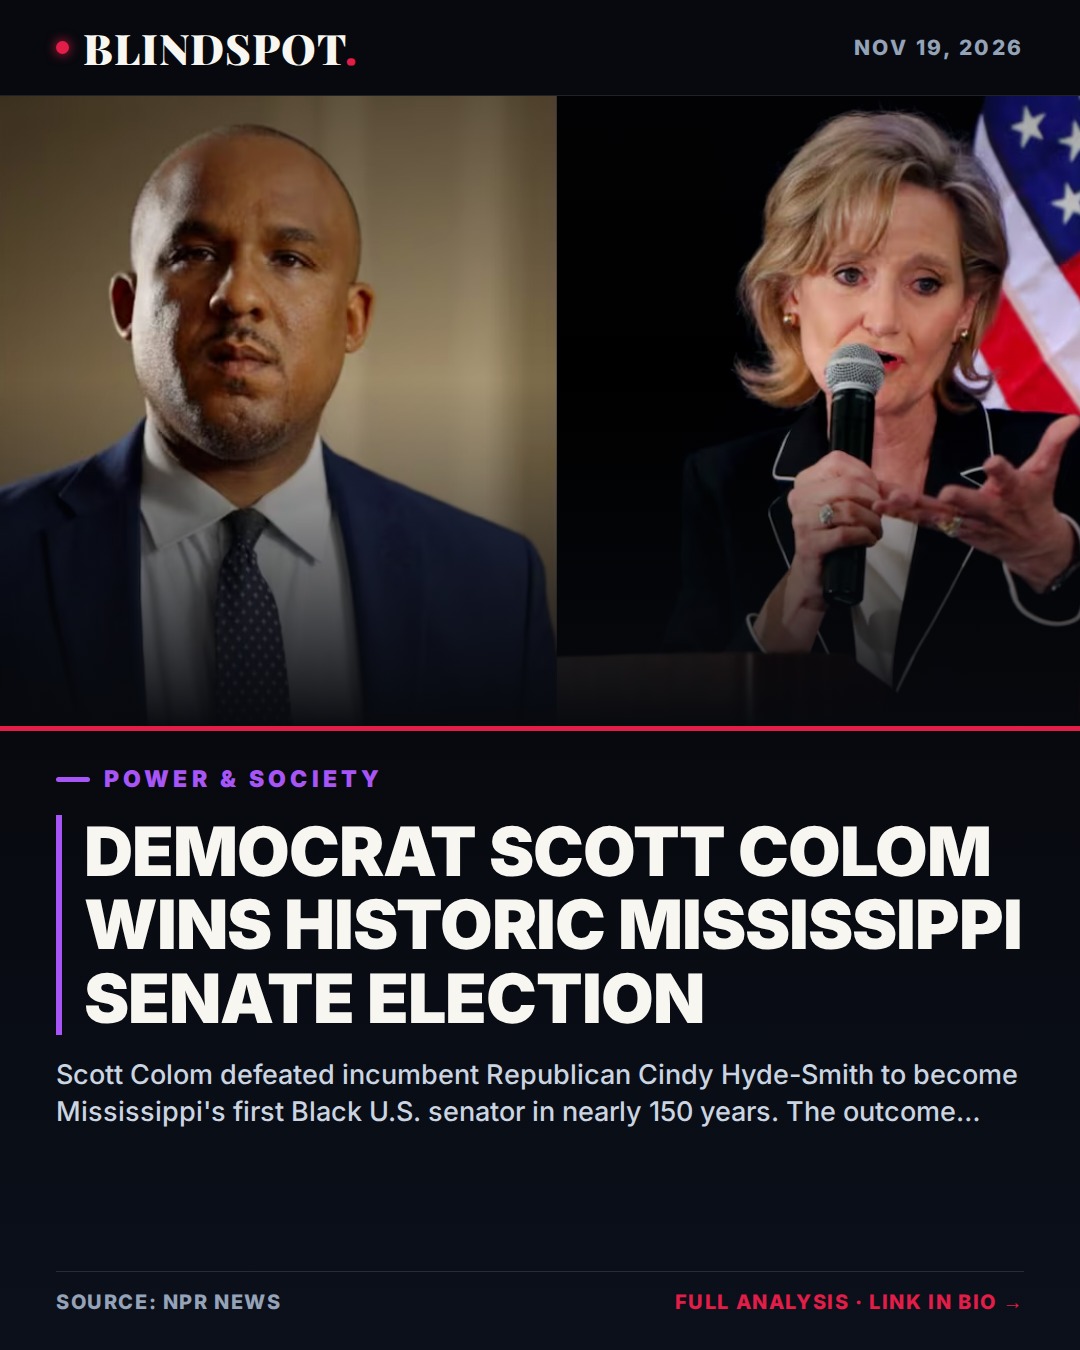 BLINDSPOT.
NOV 19, 2026
POWER & SOCIETY
DEMOCRAT SCOTT COLOM
WINS HISTORIC MISSISSIPPI
SENATE ELECTION
Scott Colom defeated incumbent Republican Cindy Hyde-Smith to become
Mississippi's first Black U.S. senator in nearly 150 years. The outcome...
SOURCE: NPR NEWS
FULL ANALYSIS · LINK IN BIO →